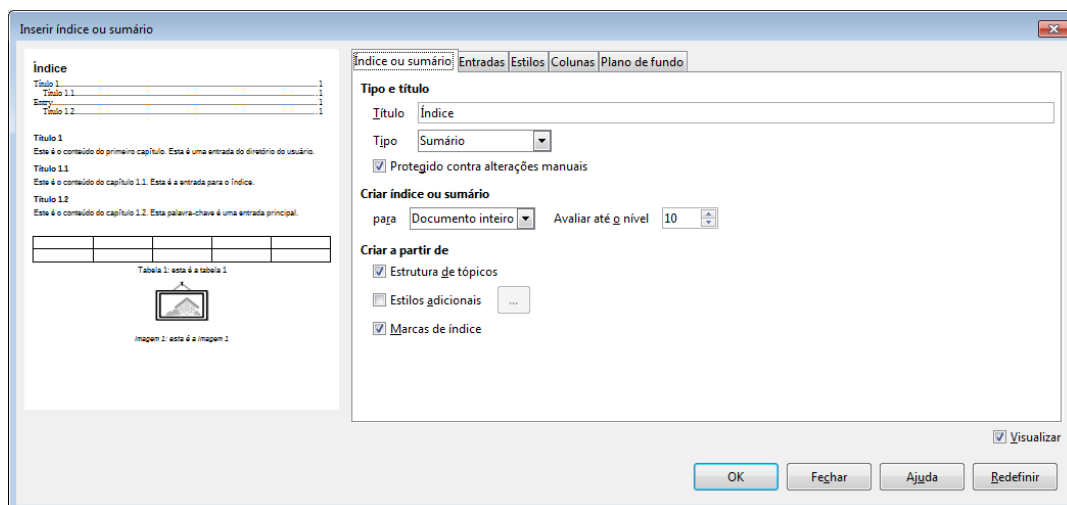 Inserir índice ou sumário
Índice
Título 1 1
Título 1.1 1
Entry 1
Título 1.2 1
Título 1
Este é o conteúdo do primeiro capítulo. Esta é uma entrada do diretório do usuário.
Título 1.1
Este é o conteúdo do capítulo 1.1. Esta é a entrada para o índice.
Título 1.2
Este é o conteúdo do capítulo 1.2. Esta palavra-chave é uma entrada principal.
Tabela 1: esta é a tabela 1
Imagem 1: esta é a imagem 1
Índice ou sumário Entradas Estilos Colunas Plano de fundo
Tipo e título
Título Índice
Tipo Sumário
Protegido contra alterações manuais
Criar índice ou sumário
para Documento inteiro Avaliar até o nível 10
Criar a partir de
Estrutura de tópicos
Estilos adicionais ...
Marcas de índice
Visualizar
OK Fechar Ajuda Redefinir